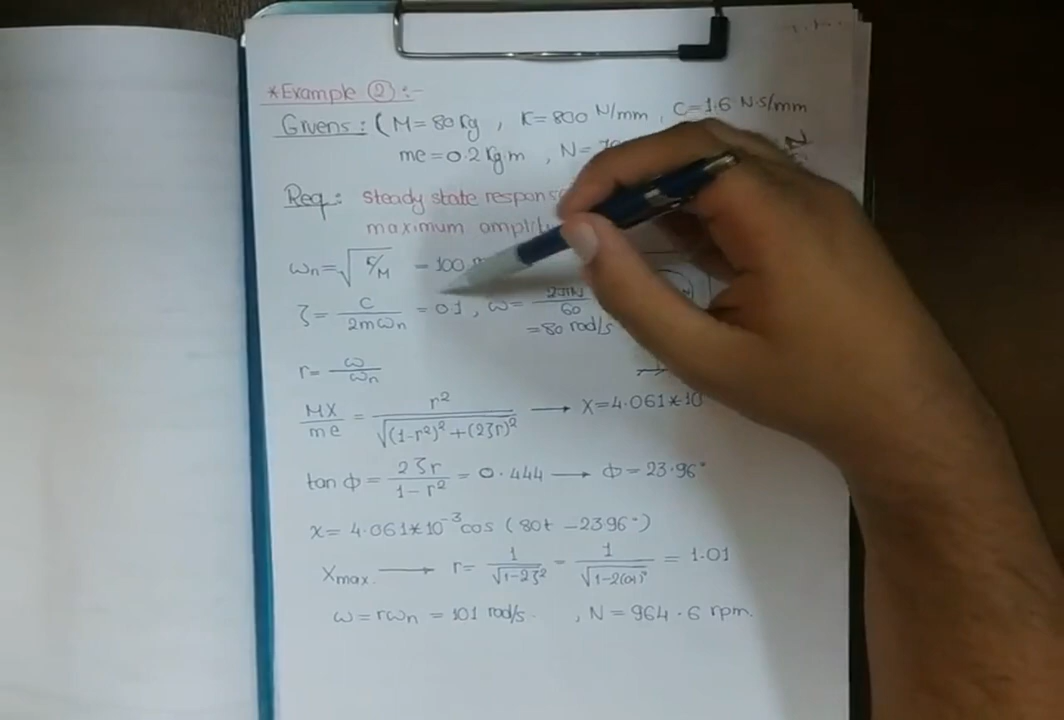 *Example ② :-
Givens : ( M = 80 Kg , K = 800 N/mm , C = 1.6 N.s/mm
me = 0.2 Kg.m , N =
Req : steady state response
maximum
ωn = √K/M = 100
ζ = C / 2mωn = 0.1 , ω = 2πN / 60
= 80 rad/s
r = ω / ωn
MX / me = r² / √(1-r²)² + (2ζr)² → X = 4.061*10
tan ϕ = 2ζr / 1-r² = 0.444 → ϕ = 23.96°
x = 4.061*10⁻³ cos ( 80t - 23.96° )
Xmax. → r = 1 / √1-2ζ² = 1 / √1-2(0.1)² = 1.01
ω = rωn = 101 rad/s. , N = 964.6 rpm.